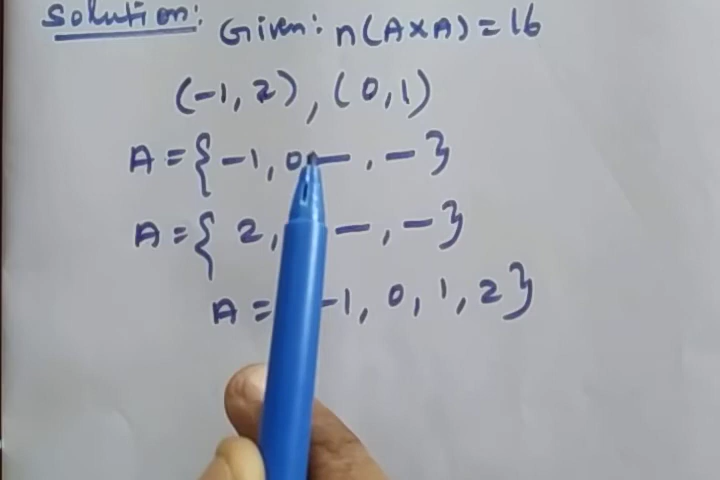 Solution: Given: n(A×A)=16
(-1, 2), (0, 1)
A={-1, 0 —, —}
A={ 2, —, —}
A= -1, 0, 1, 2}